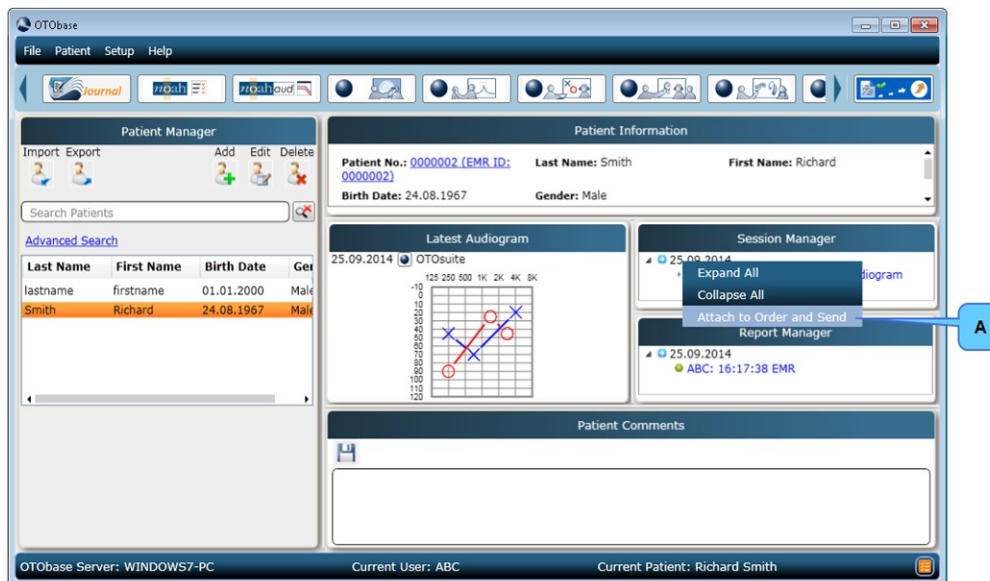 OTObase
File Patient Setup Help
Journal noah noah aud
Patient Manager
Import Export Add Edit Delete
Search Patients
Advanced Search
Last Name First Name Birth Date Ger
lastname firstname 01.01.2000 Male
Smith Richard 24.08.1967 Male
Patient Information
Patient No.: 0000002 (EMR ID: Last Name: Smith First Name: Richard
0000002)
Birth Date: 24.08.1967 Gender: Male
Latest Audiogram
25.09.2014 OTOsuite
125 250 500 1K 2K 4K 8K
-10
0
10
20
30
40
50
60
70
80
90
100
110
120
Session Manager
25.09.2014
diogram
Expand All
Collapse All
Attach to Order and Send
A
Report Manager
25.09.2014
ABC: 16:17:38 EMR
Patient Comments
OTObase Server: WINDOWS7-PC Current User: ABC Current Patient: Richard Smith